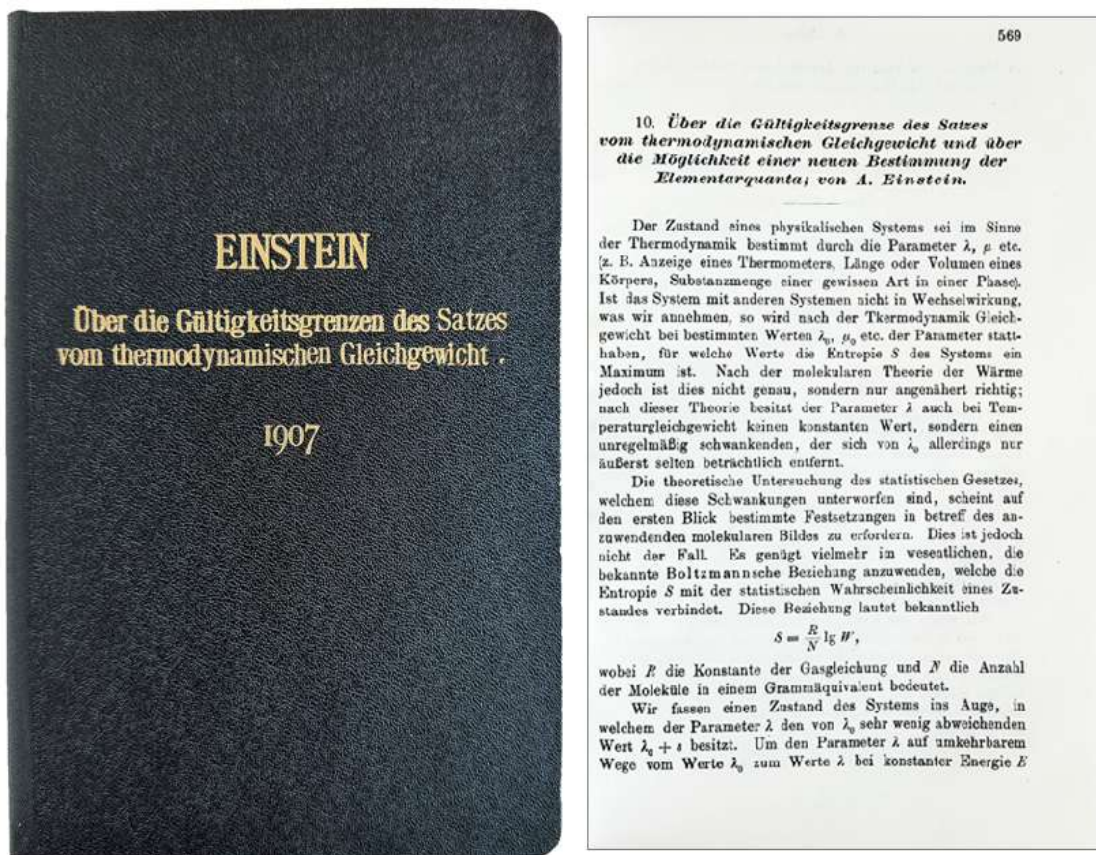 EINSTEIN
Über die Gültigkeitsgrenzen des Satzes
vom thermodynamischen Gleichgewicht .
1907
569
10. Über die Gültigkeitsgrenze des Satzes
vom thermodynamischen Gleichgewicht und über
die Möglichkeit einer neuen Bestimmung der
Elementarquanta; von A. Einstein.
Der Zustand eines physikalischen Systems sei im Sinne
der Thermodynamik bestimmt durch die Parameter λ, μ etc.
(z. B. Anzeige eines Thermometers, Länge oder Volumen eines
Körpers, Substanzmenge einer gewissen Art in einer Phase).
Ist das System mit anderen Systemen nicht in Wechselwirkung,
was wir annehmen, so wird nach der Tkermodynamik Gleich-
gewicht bei bestimmten Werten λ₀, μ₀ etc. der Parameter statt-
haben, für welche Werte die Entropie S des Systems ein
Maximum ist. Nach der molekularen Theorie der Wärme
jedoch ist dies nicht genau, sondern nur angenähert richtig;
nach dieser Theorie besitzt der Parameter λ auch bei Tem-
peraturgleichgewicht keinen konstanten Wert, sondern einen
unregelmäßig schwankenden, der sich von λ₀ allerdings nur
äußerst selten beträchtlich entfernt.
Die theoretische Untersuchung des statistischen Gesetzes,
welchem diese Schwankungen unterworfen sind, scheint auf
den ersten Blick bestimmte Festsetzungen in betreff des an-
zuwendenden molekularen Bildes zu erfordern. Dies ist jedoch
nicht der Fall. Es genügt vielmehr im wesentlichen, die
bekannte Boltzmannsche Beziehung anzuwenden, welche die
Entropie S mit der statistischen Wahrscheinlichkeit eines Zu-
standes verbindet. Diese Beziehung lautet bekanntlich
S = R/N lg W,
wobei R die Konstante der Gasgleichung und N die Anzahl
der Moleküle in einem Grammäquivalent bedeutet.
Wir fassen einen Zustand des Systems ins Auge, in
welchem der Parameter λ den von λ₀ sehr wenig abweichenden
Wert λ₀ + ε besitzt. Um den Parameter λ auf umkehrbarem
Wege vom Werte λ₀ zum Werte λ bei konstanter Energie E